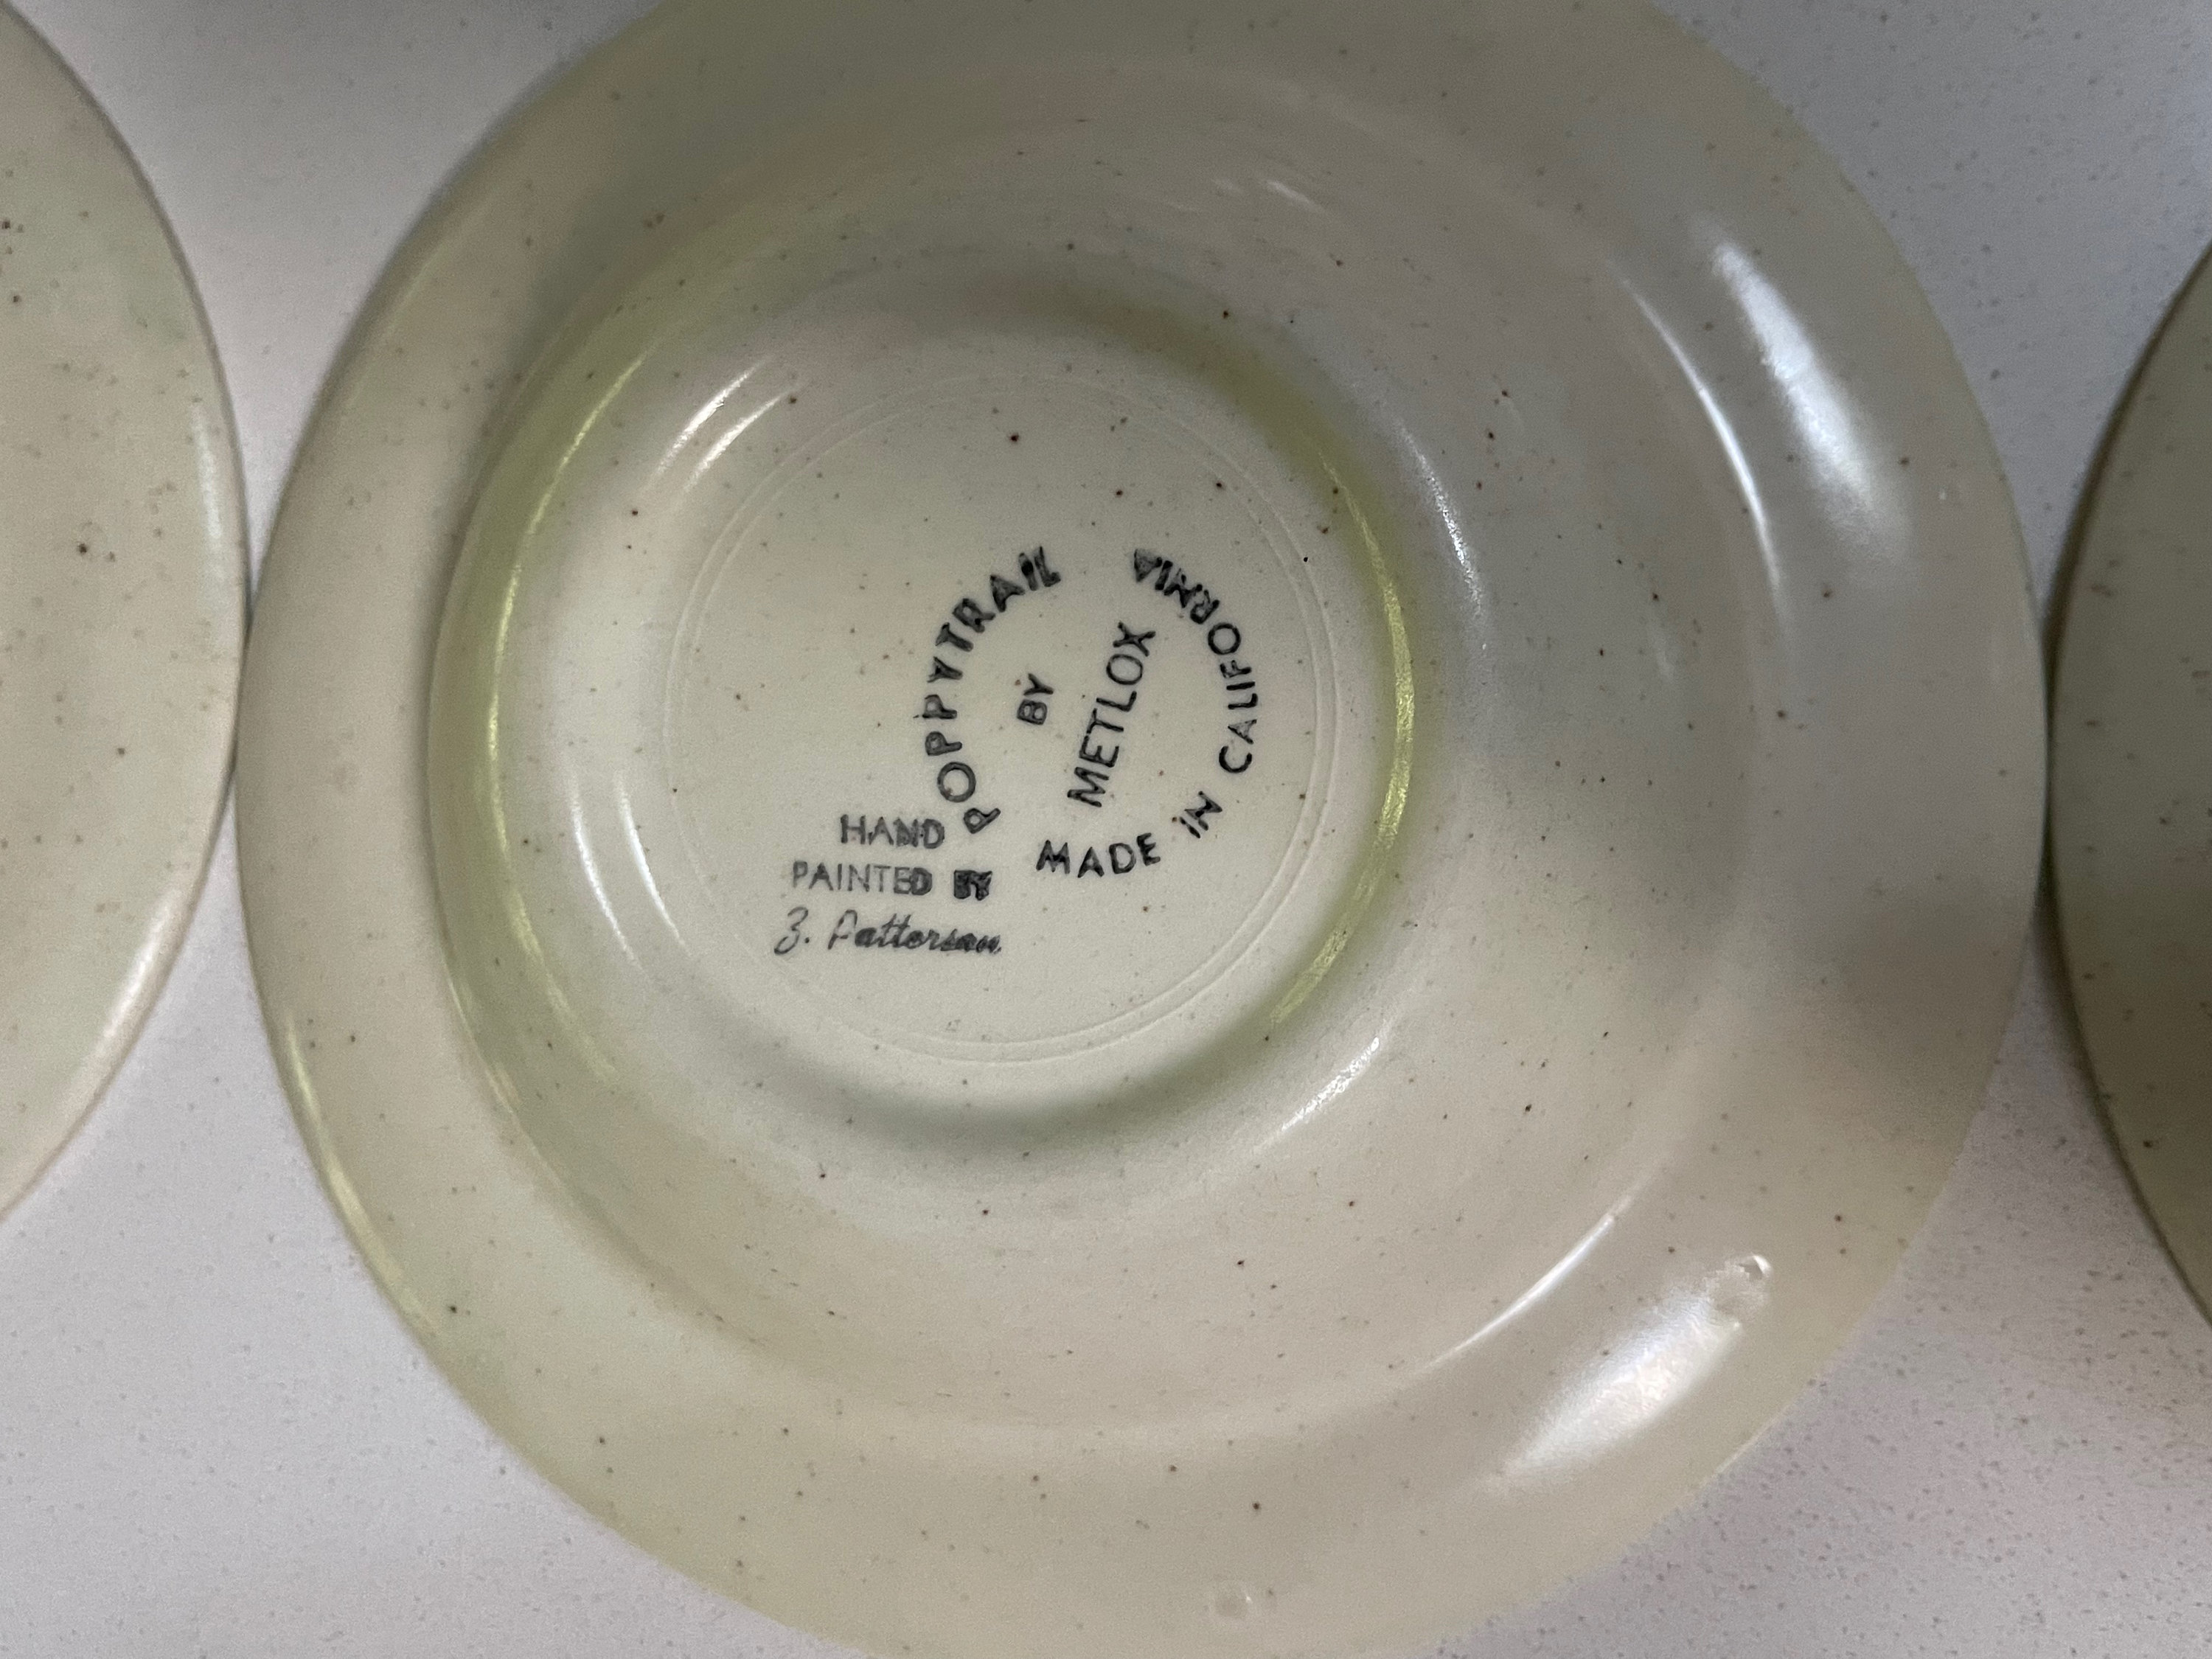 POPPYTRAIL
BY
METLOX
MADE IN CALIFORNIA
HAND
PAINTED BY
Z. Patterson